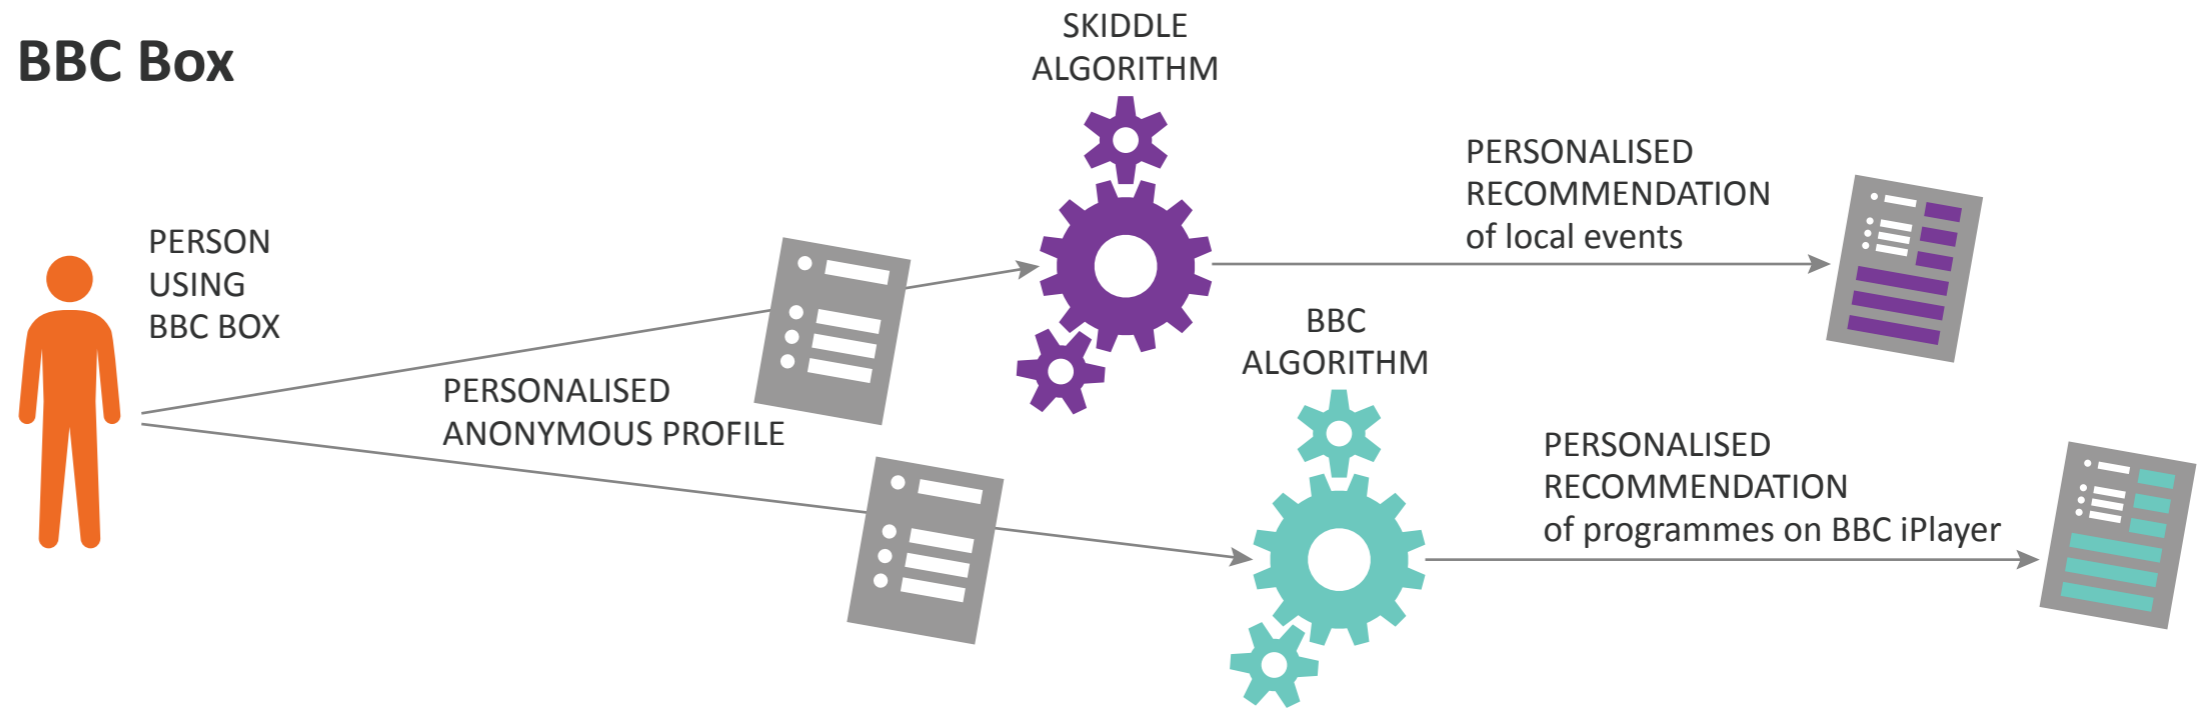 BBC Box
SKIDDLE
ALGORITHM
PERSON
USING
BBC BOX
PERSONALISED
ANONYMOUS PROFILE
PERSONALISED
RECOMMENDATION
of local events
BBC
ALGORITHM
PERSONALISED
RECOMMENDATION
of programmes on BBC iPlayer